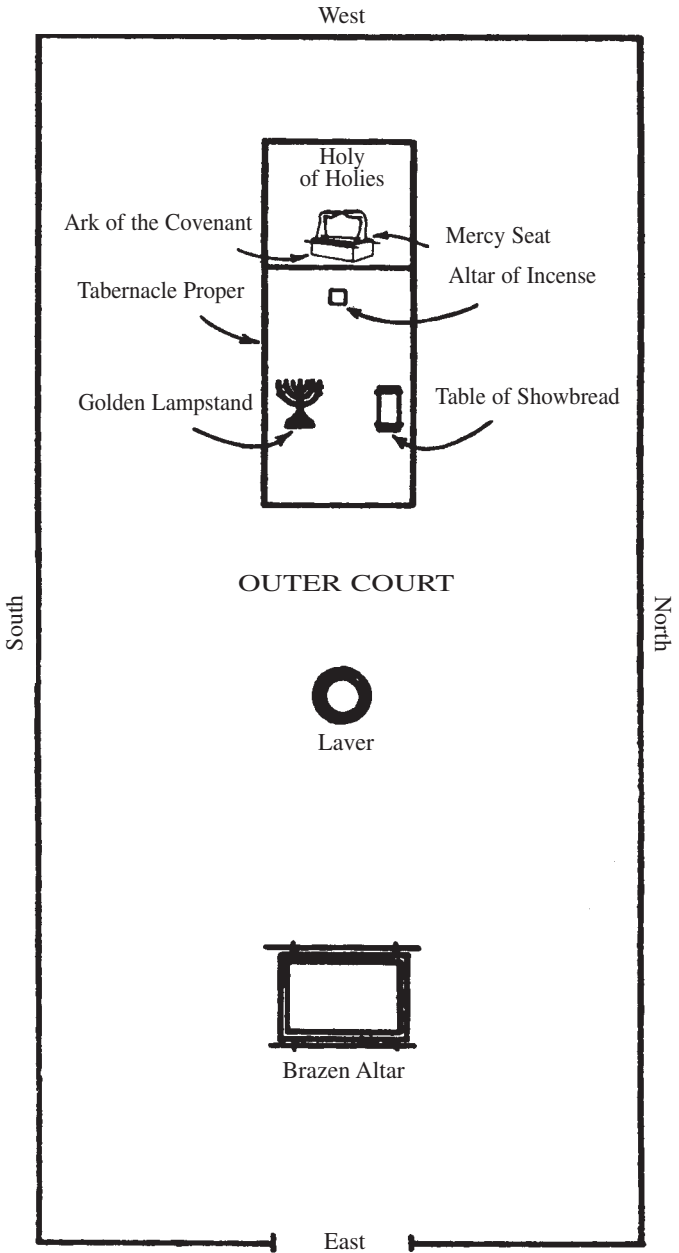 West
Holy
of Holies
Ark of the Covenant
Mercy Seat
Altar of Incense
Tabernacle Proper
Golden Lampstand
Table of Showbread
OUTER COURT
South
North
Laver
Brazen Altar
East